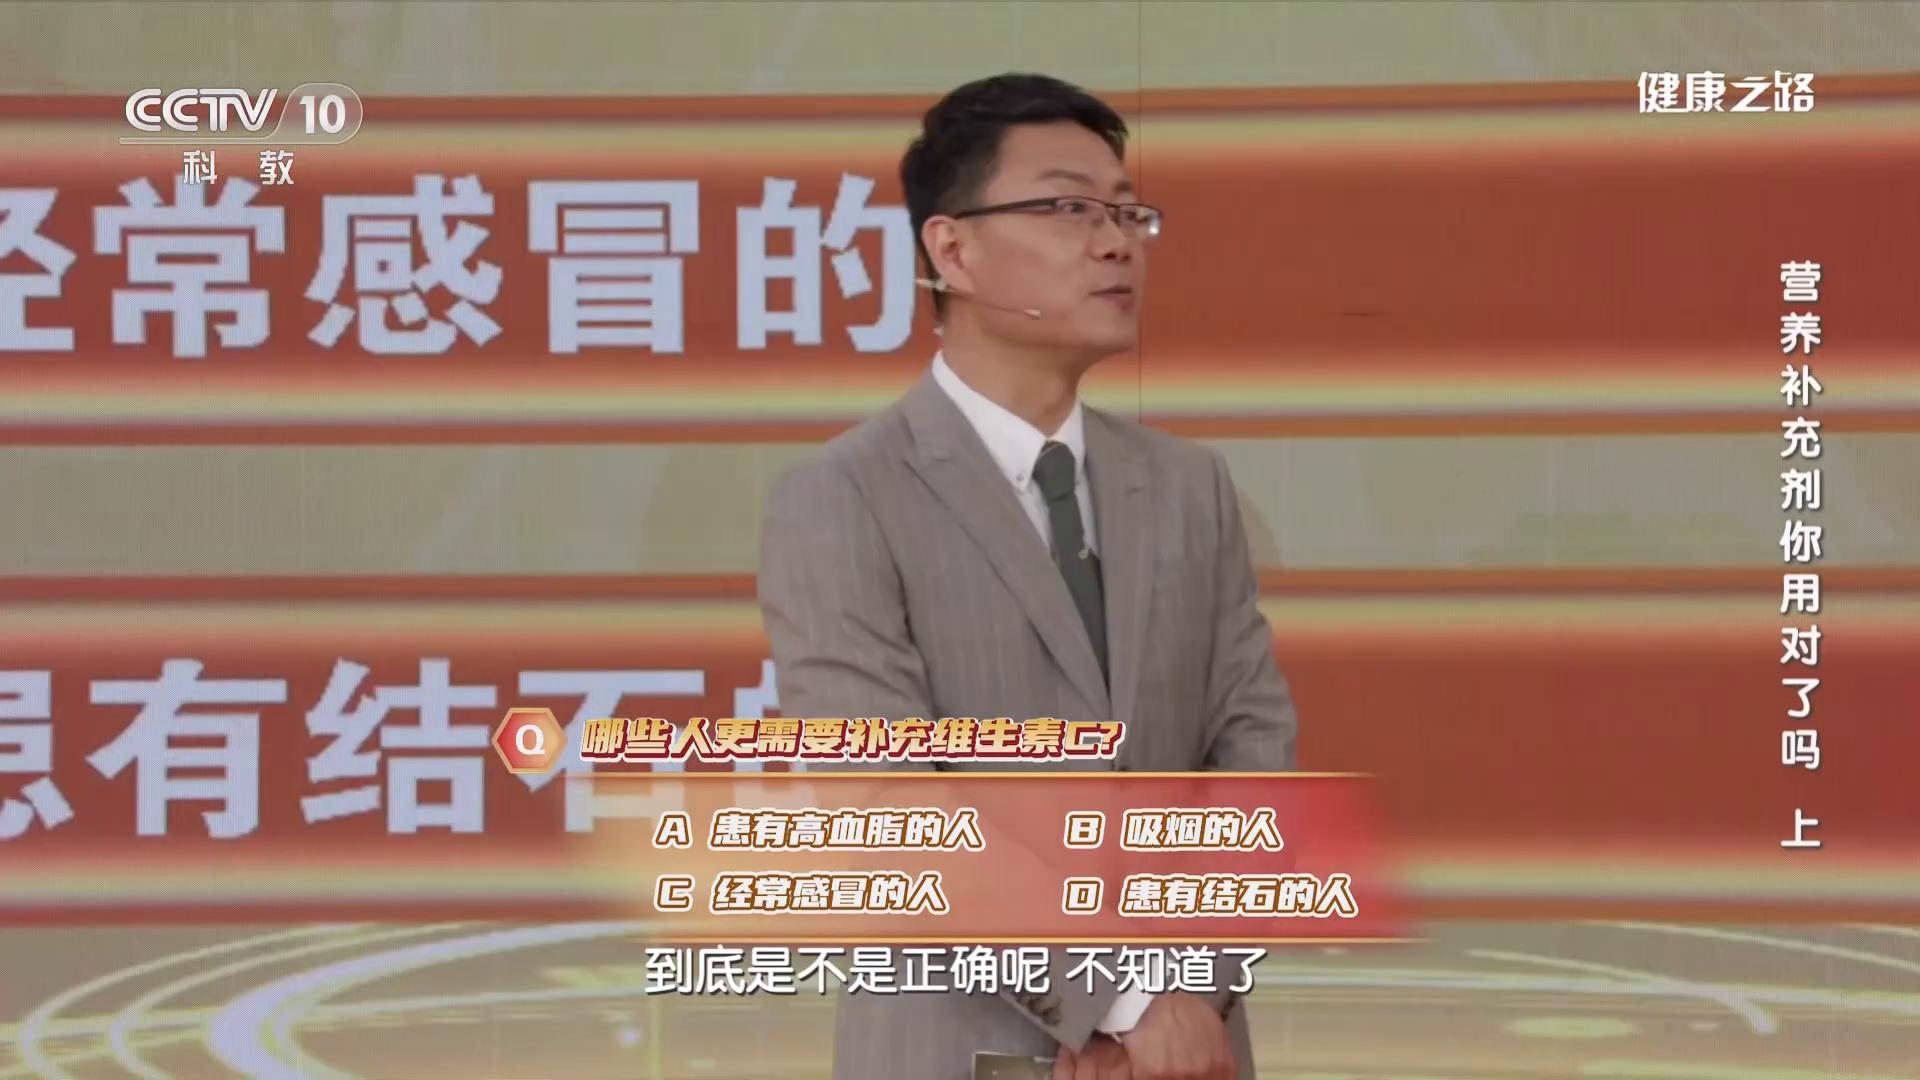 CCTV 10
科 教
健康之路
经常感冒的
营养补充剂你用对了吗 上
患有结石的
Q 哪些人更需要补充维生素C?
A 患有高血脂的人
B 吸烟的人
C 经常感冒的人
D 患有结石的人
到底是不是正确呢 不知道了